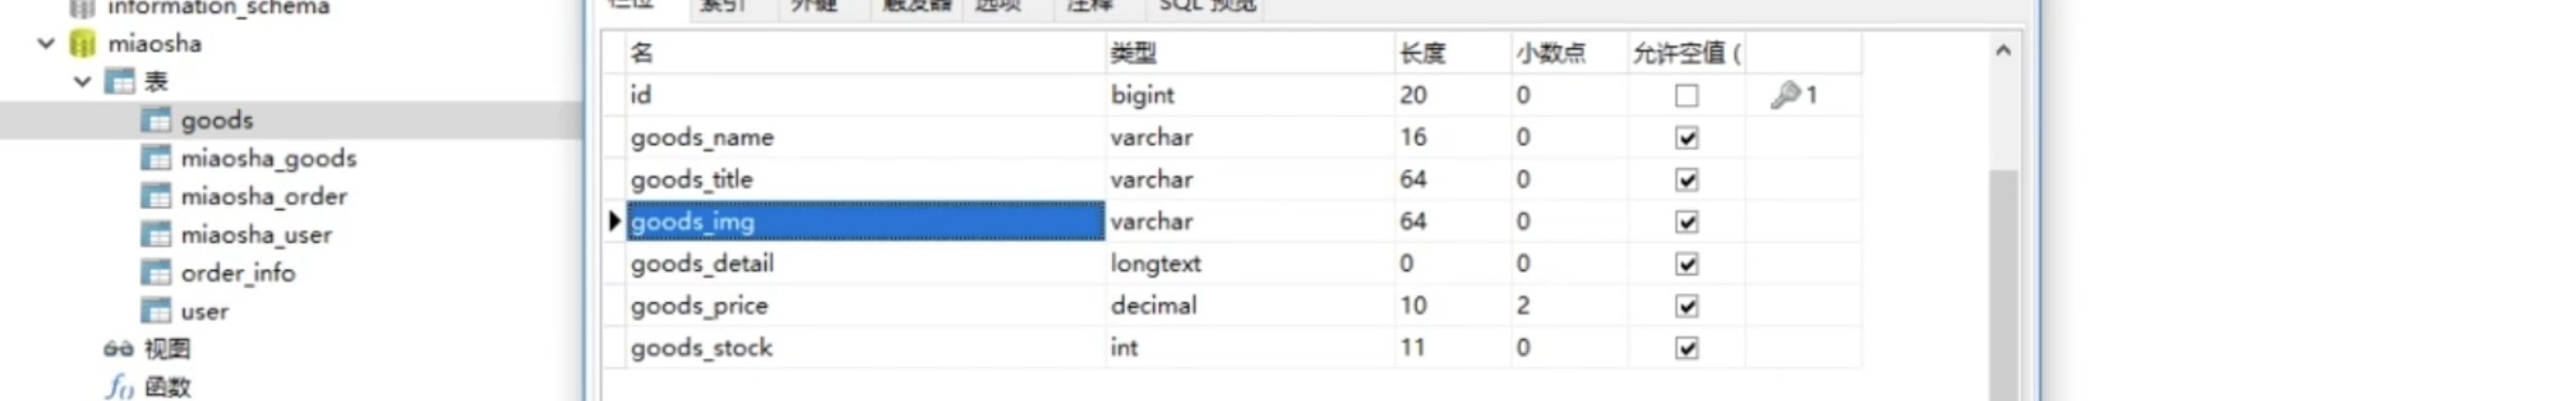 information_schema
miaosha
表
goods
miaosha_goods
miaosha_order
miaosha_user
order_info
user
视图
函数
栏位 索引 外键 触发器 选项 注释 SQL 预览
名 类型 长度 小数点 允许空值 (
id bigint 20 0 1
goods_name varchar 16 0
goods_title varchar 64 0
goods_img varchar 64 0
goods_detail longtext 0 0
goods_price decimal 10 2
goods_stock int 11 0